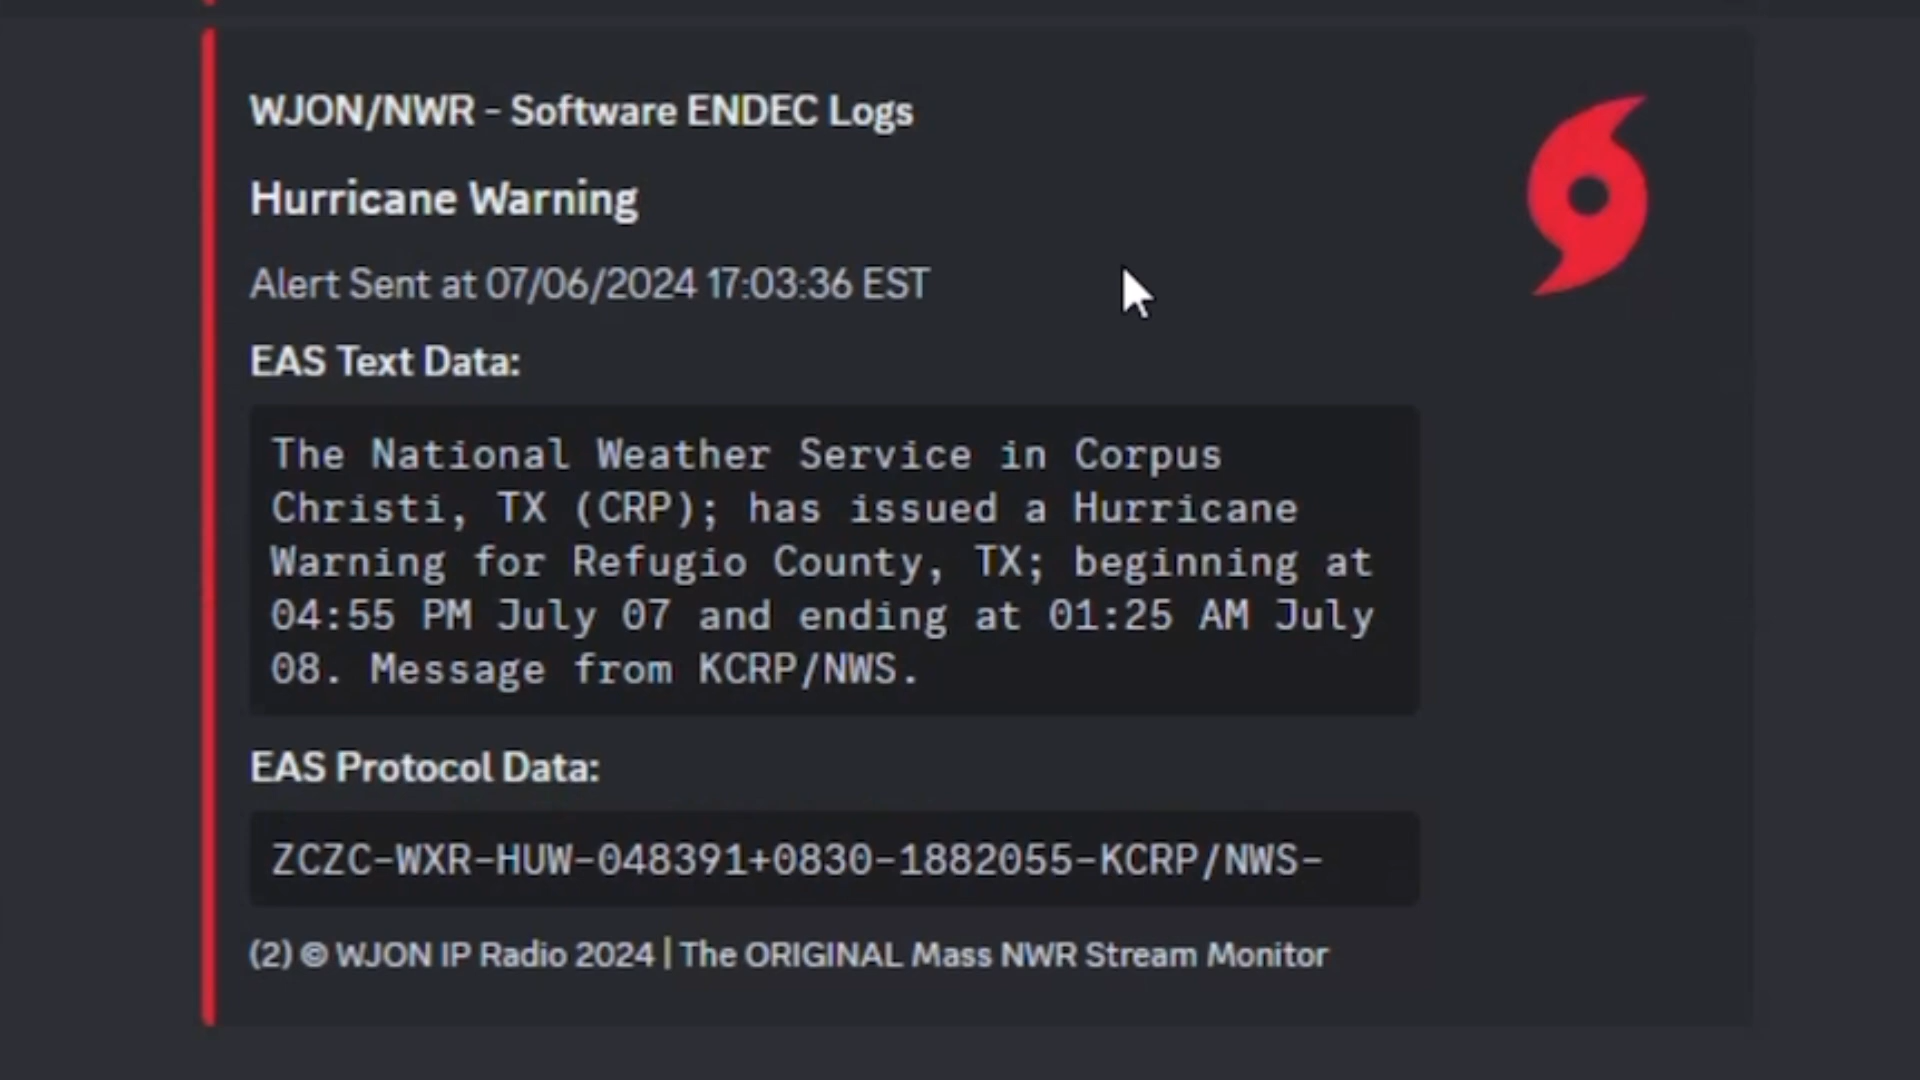 WJON/NWR - Software ENDEC Logs
Hurricane Warning
Alert Sent at 07/06/2024 17:03:36 EST
EAS Text Data:
The National Weather Service in Corpus
Christi, TX (CRP); has issued a Hurricane
Warning for Refugio County, TX; beginning at
04:55 PM July 07 and ending at 01:25 AM July
08. Message from KCRP/NWS.
EAS Protocol Data:
ZCZC-WXR-HUW-048391+0830-1882055-KCRP/NWS-
(2) © WJON IP Radio 2024 | The ORIGINAL Mass NWR Stream Monitor